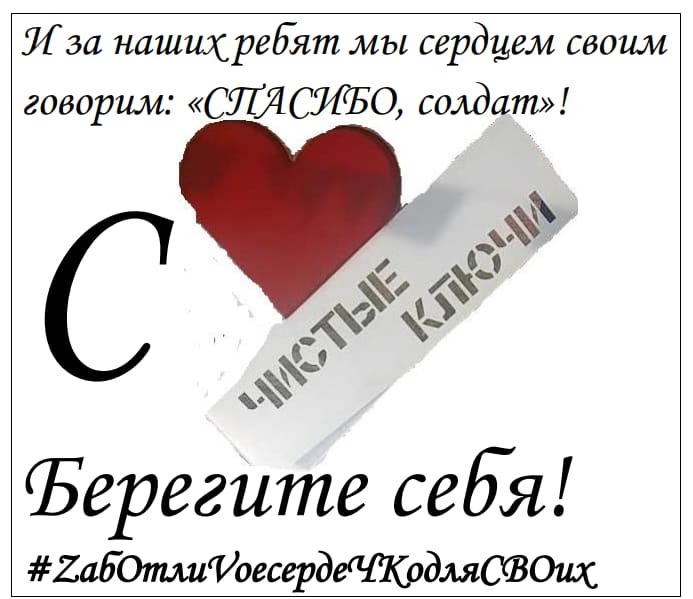 И за наших ребят мы сердцем своим
говорим: «СПАСИБО, солдат»!
С
ЧИСТЫЕ
КЛЮЧИ
Берегите себя!
#ZабОтлиVоесердеЧКодляСВОих